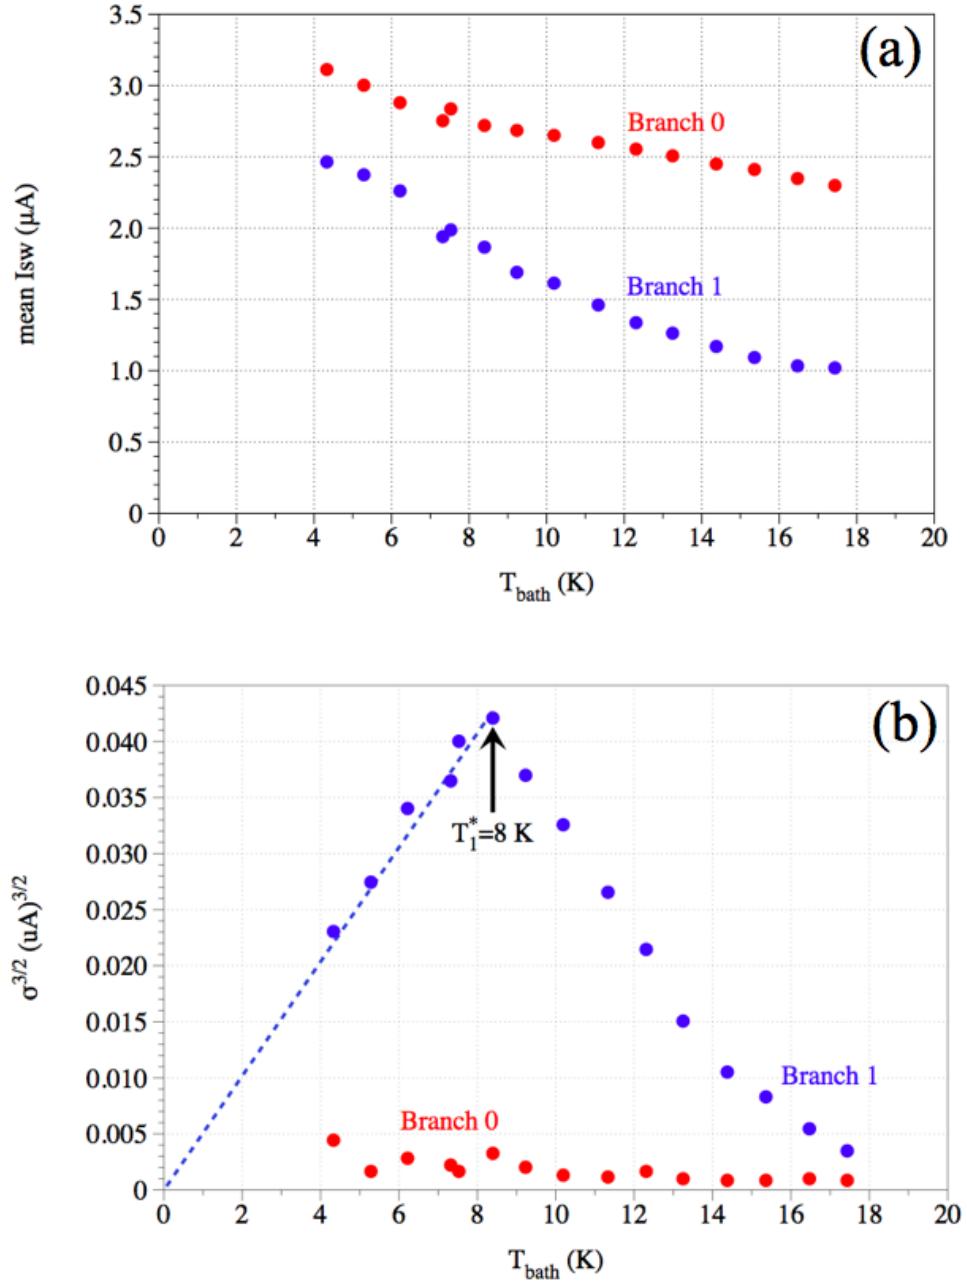 (a)
3.5
3.0
2.5
2.0
1.5
1.0
0.5
0
mean Isw (μA)
Branch 0
Branch 1
0 2 4 6 8 10 12 14 16 18 20
T_bath (K)
(b)
0.045
0.040
0.035
0.030
0.025
0.020
0.015
0.010
0.005
0
σ^3/2 (uA)^3/2
T*1=8 K
Branch 1
Branch 0
0 2 4 6 8 10 12 14 16 18 20
T_bath (K)